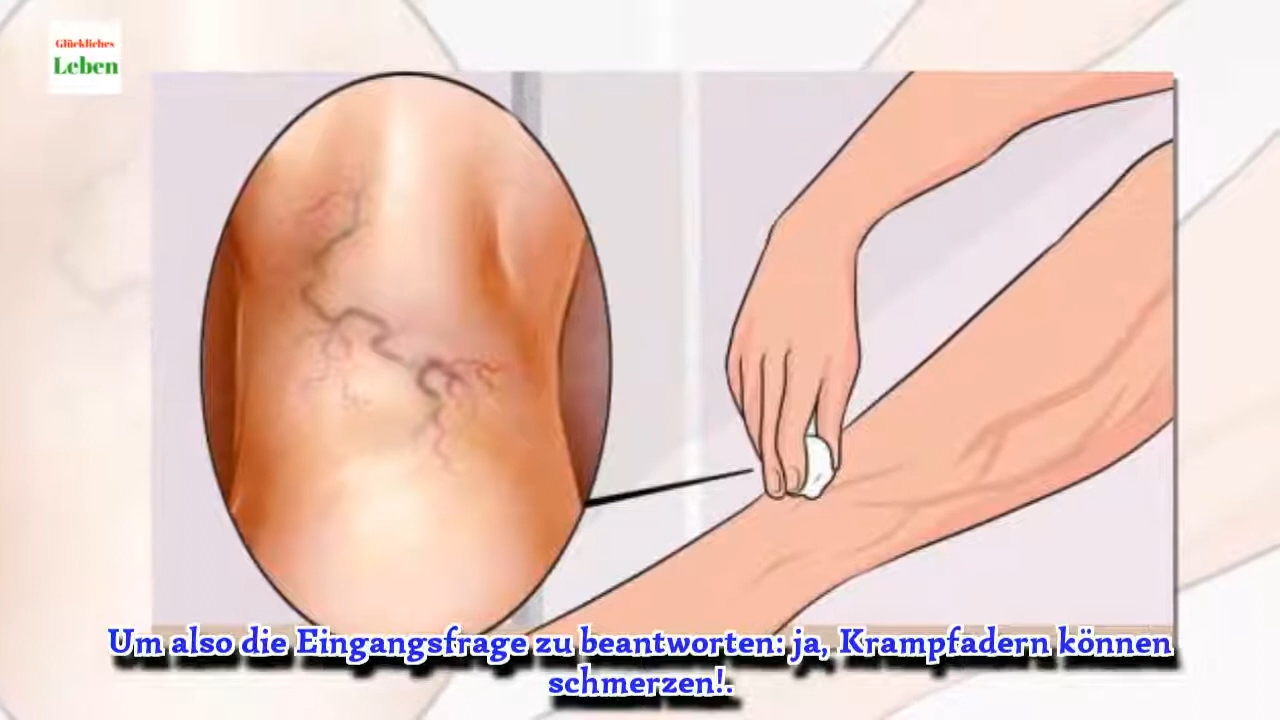 Glückliches
Leben
Um also die Eingangsfrage zu beantworten: ja, Krampfadern können
schmerzen!.